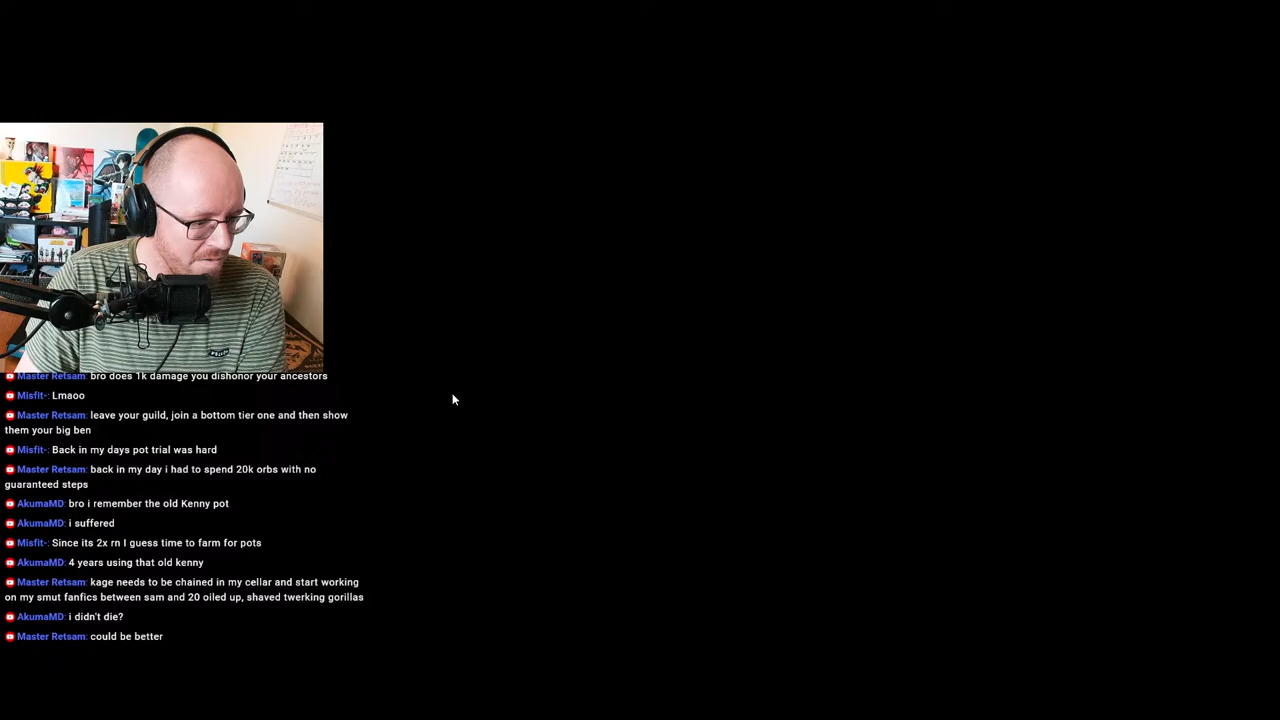 Master Retsam: bro does 1k damage you dishonor your ancestors
Misfit-: Lmaoo
Master Retsam: leave your guild, join a bottom tier one and then show
them your big ben
Misfit-: Back in my days pot trial was hard
Master Retsam: back in my day i had to spend 20k orbs with no
guaranteed steps
AkumaMD: bro i remember the old Kenny pot
AkumaMD: i suffered
Misfit-: Since its 2x rn I guess time to farm for pots
AkumaMD: 4 years using that old kenny
Master Retsam: kage needs to be chained in my cellar and start working
on my smut fanfics between sam and 20 oiled up, shaved twerking gorillas
AkumaMD: i didn't die?
Master Retsam: could be better